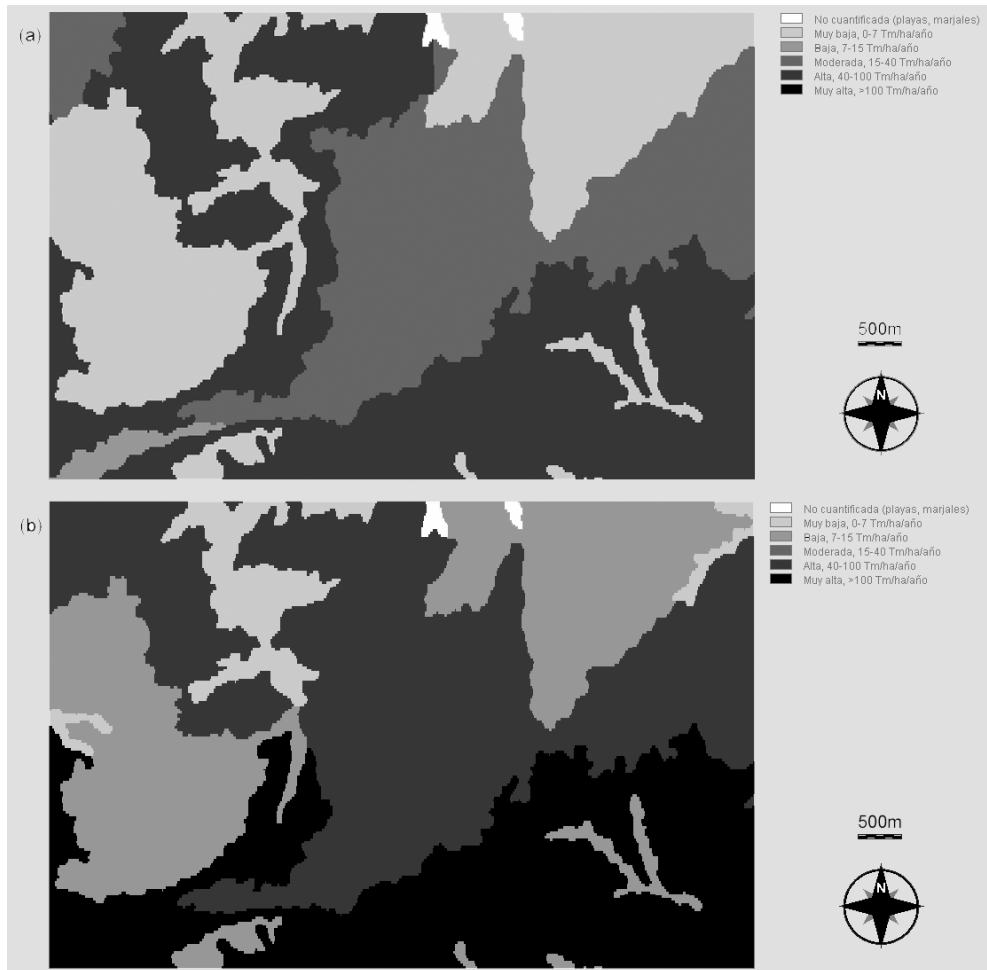 (a)
No cuantificada (playas, marjales)
Muy baja, 0-7 Tm/ha/año
Baja, 7-15 Tm/ha/año
Moderada, 15-40 Tm/ha/año
Alta, 40-100 Tm/ha/año
Muy alta, >100 Tm/ha/año
500m
N
(b)
No cuantificada (playas, marjales)
Muy baja, 0-7 Tm/ha/año
Baja, 7-15 Tm/ha/año
Moderada, 15-40 Tm/ha/año
Alta, 40-100 Tm/ha/año
Muy alta, >100 Tm/ha/año
500m
N